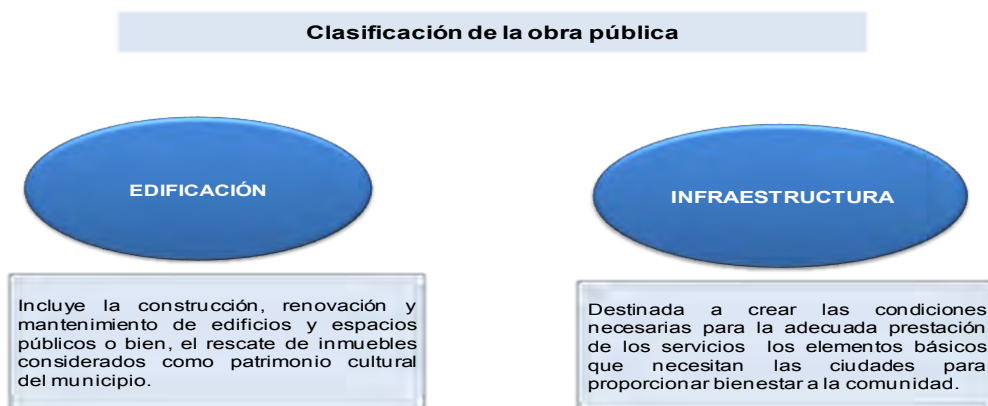 Clasificación de la obra pública
EDIFICACIÓN
Incluye la construcción, renovación y
mantenimiento de edificios y espacios
públicos o bien, el rescate de inmuebles
considerados como patrimonio cultural
del municipio.
INFRAESTRUCTURA
Destinada a crear las condiciones
necesarias para la adecuada prestación
de los servicios los elementos básicos
que necesitan las ciudades para
proporcionar bienestar a la comunidad.